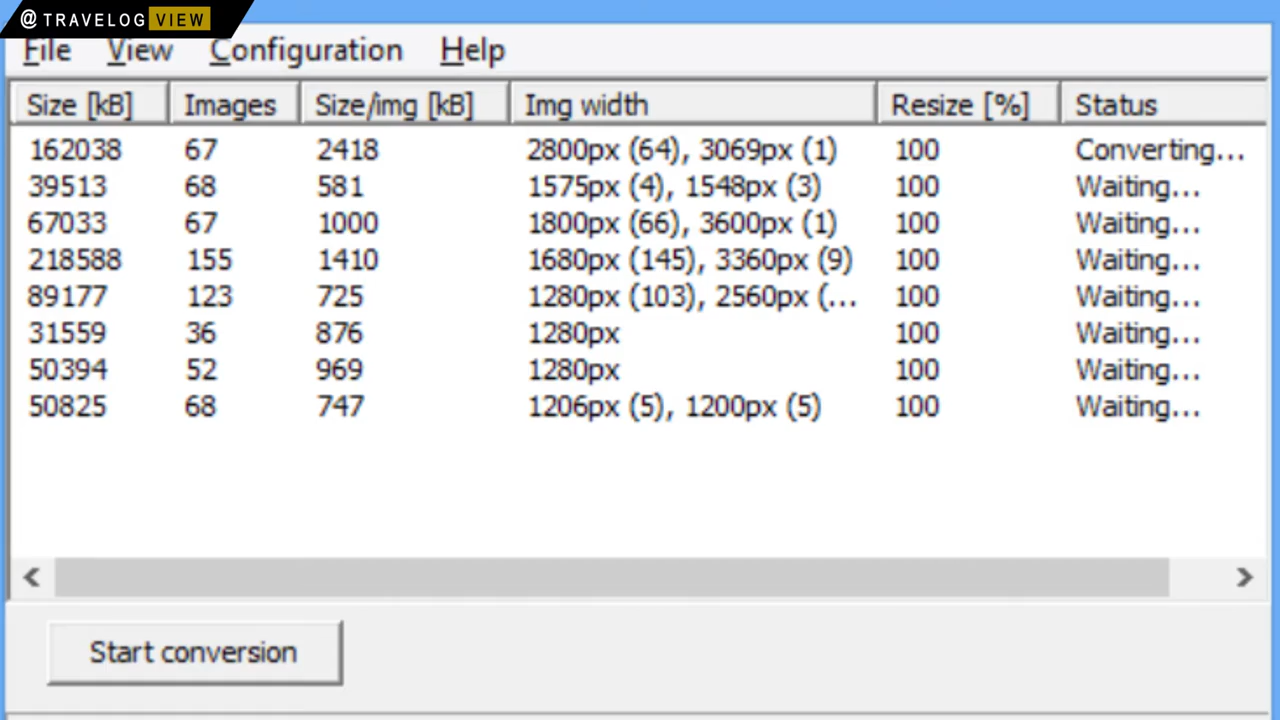 @TRAVELOG VIEW
File View Configuration Help
Size [kB] Images Size/img [kB] Img width Resize [%] Status
162038 67 2418 2800px (64), 3069px (1) 100 Converting...
39513 68 581 1575px (4), 1548px (3) 100 Waiting...
67033 67 1000 1800px (66), 3600px (1) 100 Waiting...
218588 155 1410 1680px (145), 3360px (9) 100 Waiting...
89177 123 725 1280px (103), 2560px (... 100 Waiting...
31559 36 876 1280px 100 Waiting...
50394 52 969 1280px 100 Waiting...
50825 68 747 1206px (5), 1200px (5) 100 Waiting...
Start conversion